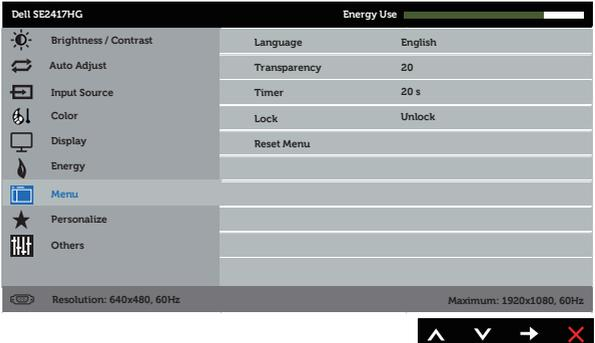 Dell SE2417HG Energy Use
Brightness / Contrast Language English
Auto Adjust Transparency 20
Input Source Timer 20 s
Color Lock Unlock
Display Reset Menu
Energy
Menu
Personalize
Others
Resolution: 640x480, 60Hz Maximum: 1920x1080, 60Hz